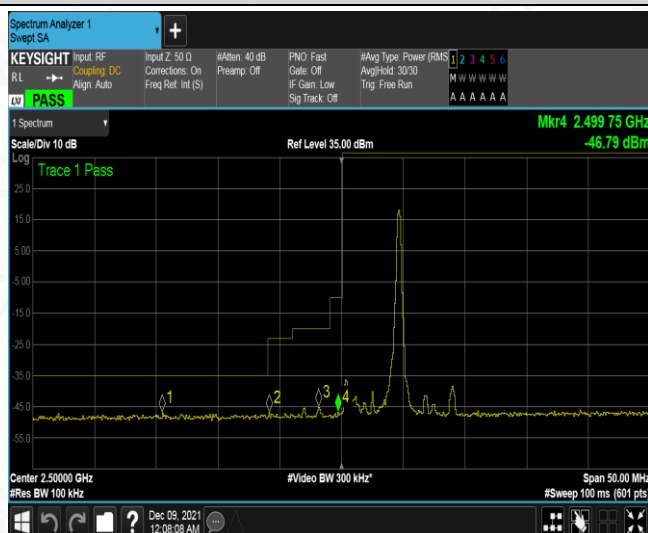 Spectrum Analyzer 1
Swept SA
+
KEYSIGHT Input: RF Input Z: 50 Ω #Atten: 40 dB PNO: Fast #Avg Type: Power (RMS 1 2 3 4 5 6
RL Coupling: DC Corrections: On Preamp: Off Gate: Off Avg|Hold: 30/30 M W W W W W
Align: Auto Freq Ref: Int (S) IF Gain: Low Trig: Free Run
LXI PASS Sig Track: Off A A A A A A
1 Spectrum Mkr4 2.499 75 GHz
Scale/Div 10 dB Ref Level 35.00 dBm -46.79 dBm
Log
Trace 1 Pass
25.0
15.0
5.00
-5.00
-15.0
-25.0
-35.0
1 2 3 4
-45.0
-55.0
Center 2.50000 GHz #Video BW 300 kHz* Span 50.00 MHz
#Res BW 100 kHz #Sweep 100 ms (601 pts)
? Dec 09, 2021
12:08:08 AM